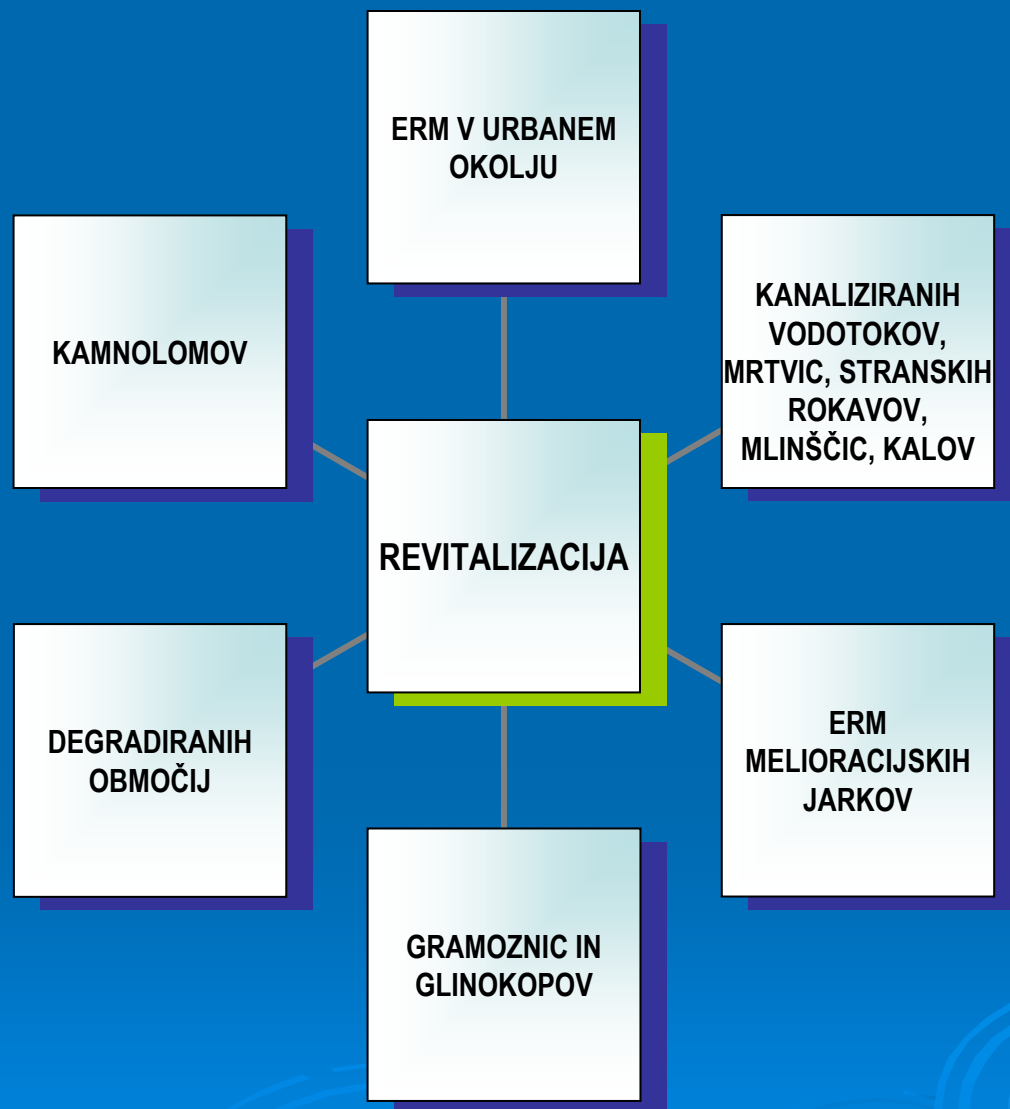 ERM V URBANEM
OKOLJU
KAMNOLOMOV
KANALIZIRANIH
VODOTOKOV,
MRTVIC, STRANSKIH
ROKAVOV,
MLINŠČIC, KALOV
REVITALIZACIJA
DEGRADIRANIH
OBMOČIJ
ERM
MELIORACIJSKIH
JARKOV
GRAMOZNIC IN
GLINOKOPOV